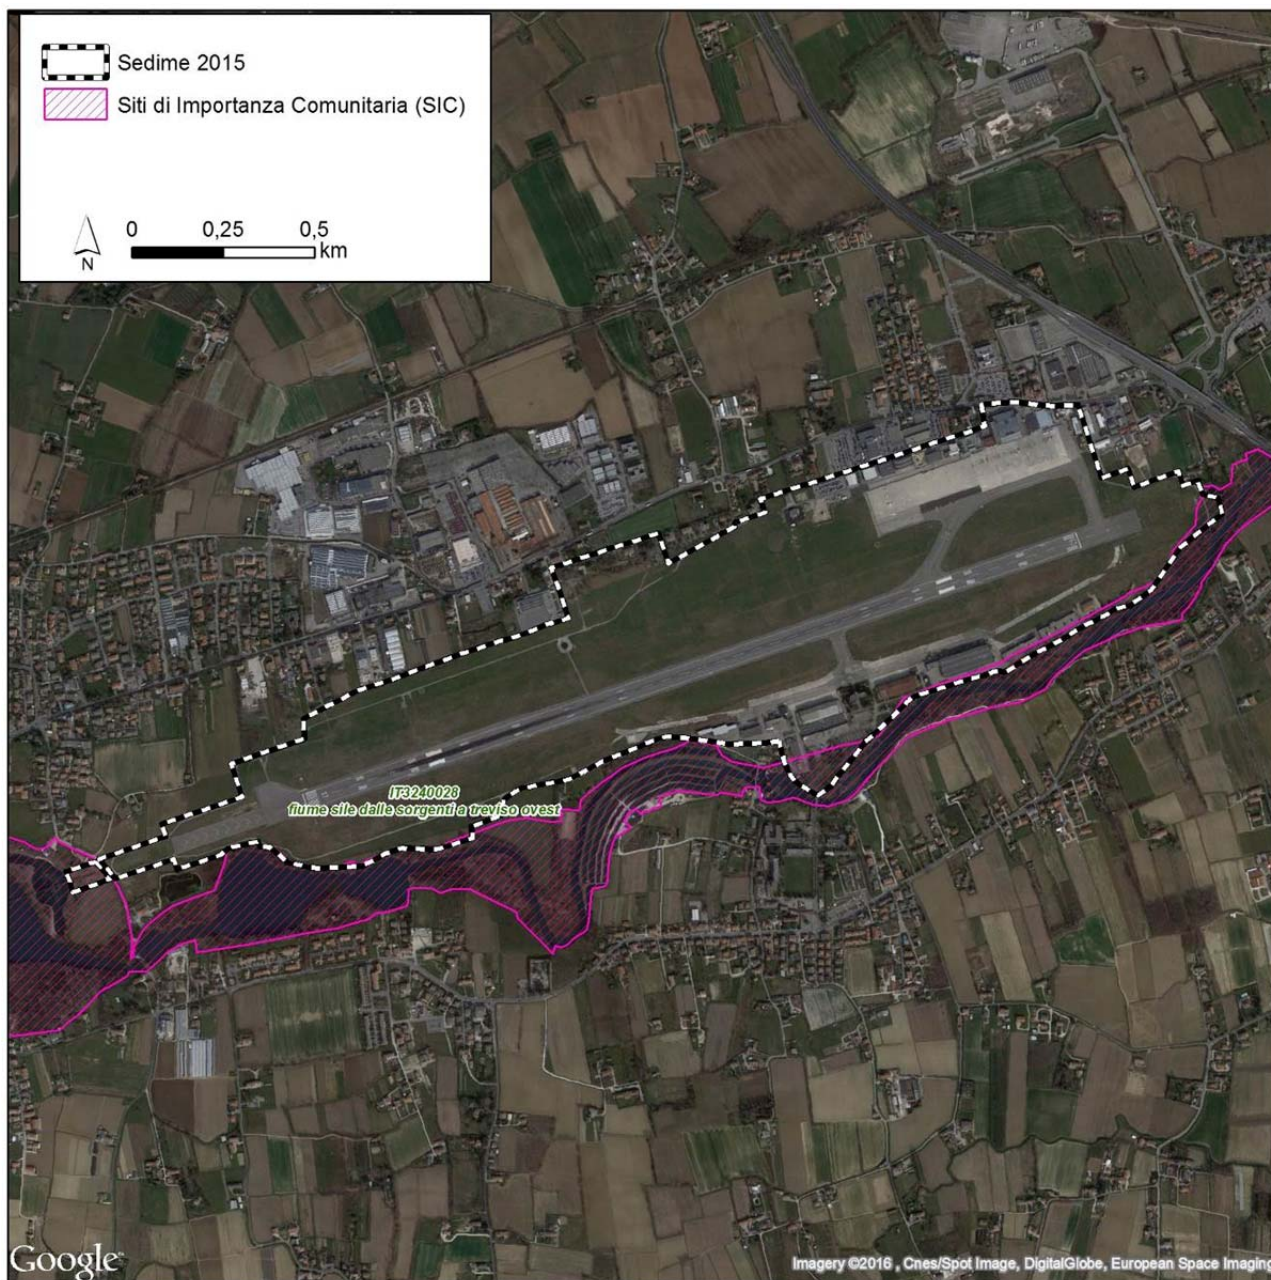 Sedime 2015
Siti di Importanza Comunitaria (SIC)
0 0,25 0,5
km
N
IT3240028
fiume sile dalle sorgenti a treviso ovest
Google
Imagery ©2016 , Cnes/Spot Image, DigitalGlobe, European Space Imaging